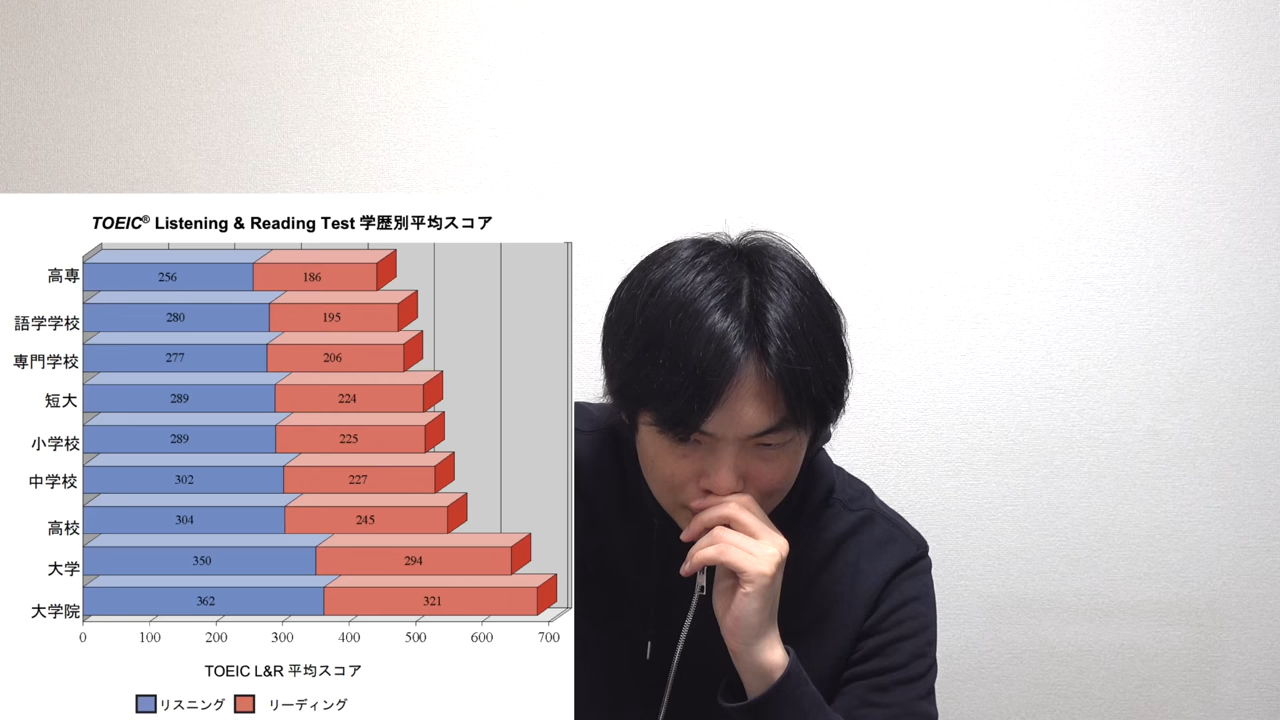 TOEIC® Listening & Reading Test 学歴別平均スコア
高専 256 186
語学学校 280 195
専門学校 277 206
短大 289 224
小学校 289 225
中学校 302 227
高校 304 245
大学 350 294
大学院 362 321
0 100 200 300 400 500 600 700
TOEIC L&R 平均スコア
リスニング リーディング